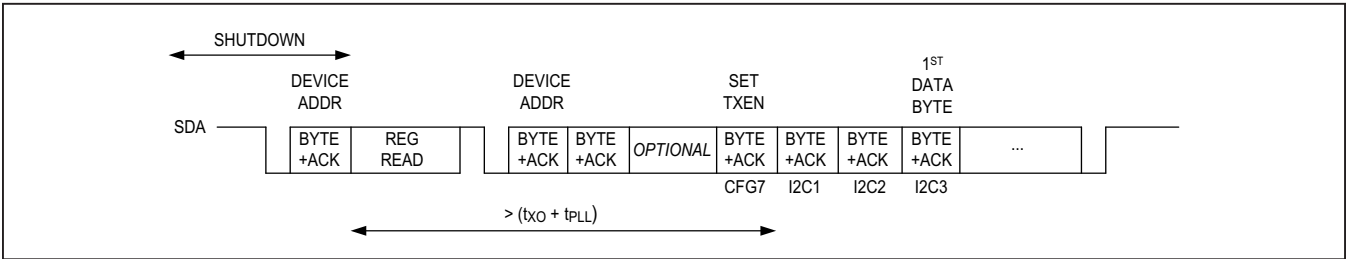 SHUTDOWN
DEVICE ADDR
DEVICE ADDR
SET TXEN
1ST DATA BYTE
SDA
BYTE +ACK
REG READ
BYTE +ACK
BYTE +ACK
OPTIONAL
BYTE +ACK
BYTE +ACK
BYTE +ACK
BYTE +ACK
...
CFG7
I2C1
I2C2
I2C3
> (tXO + tPLL)